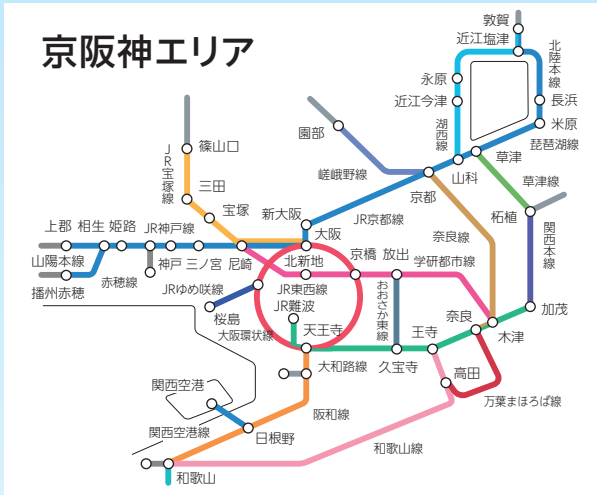 京阪神エリア
敦賀
近江塩津
北陸本線
永原
近江今津
長浜
米原
湖西線
琵琶湖線
園部
嵯峨野線
篠山口
JR宝塚線
三田
宝塚
新大阪
大阪
JR京都線
京都
山科
草津
草津線
柘植
関西本線
奈良線
上郡
相生
姫路
JR神戸線
山陽本線
播州赤穂
赤穂線
神戸
三ノ宮
尼崎
北新地
京橋
放出
学研都市線
JRゆめ咲線
JR東西線
JR難波
おおさか東線
桜島
大阪環状線
天王寺
王寺
奈良
木津
加茂
大和路線
久宝寺
高田
万葉まほろば線
関西空港
関西空港線
阪和線
日根野
和歌山線
和歌山